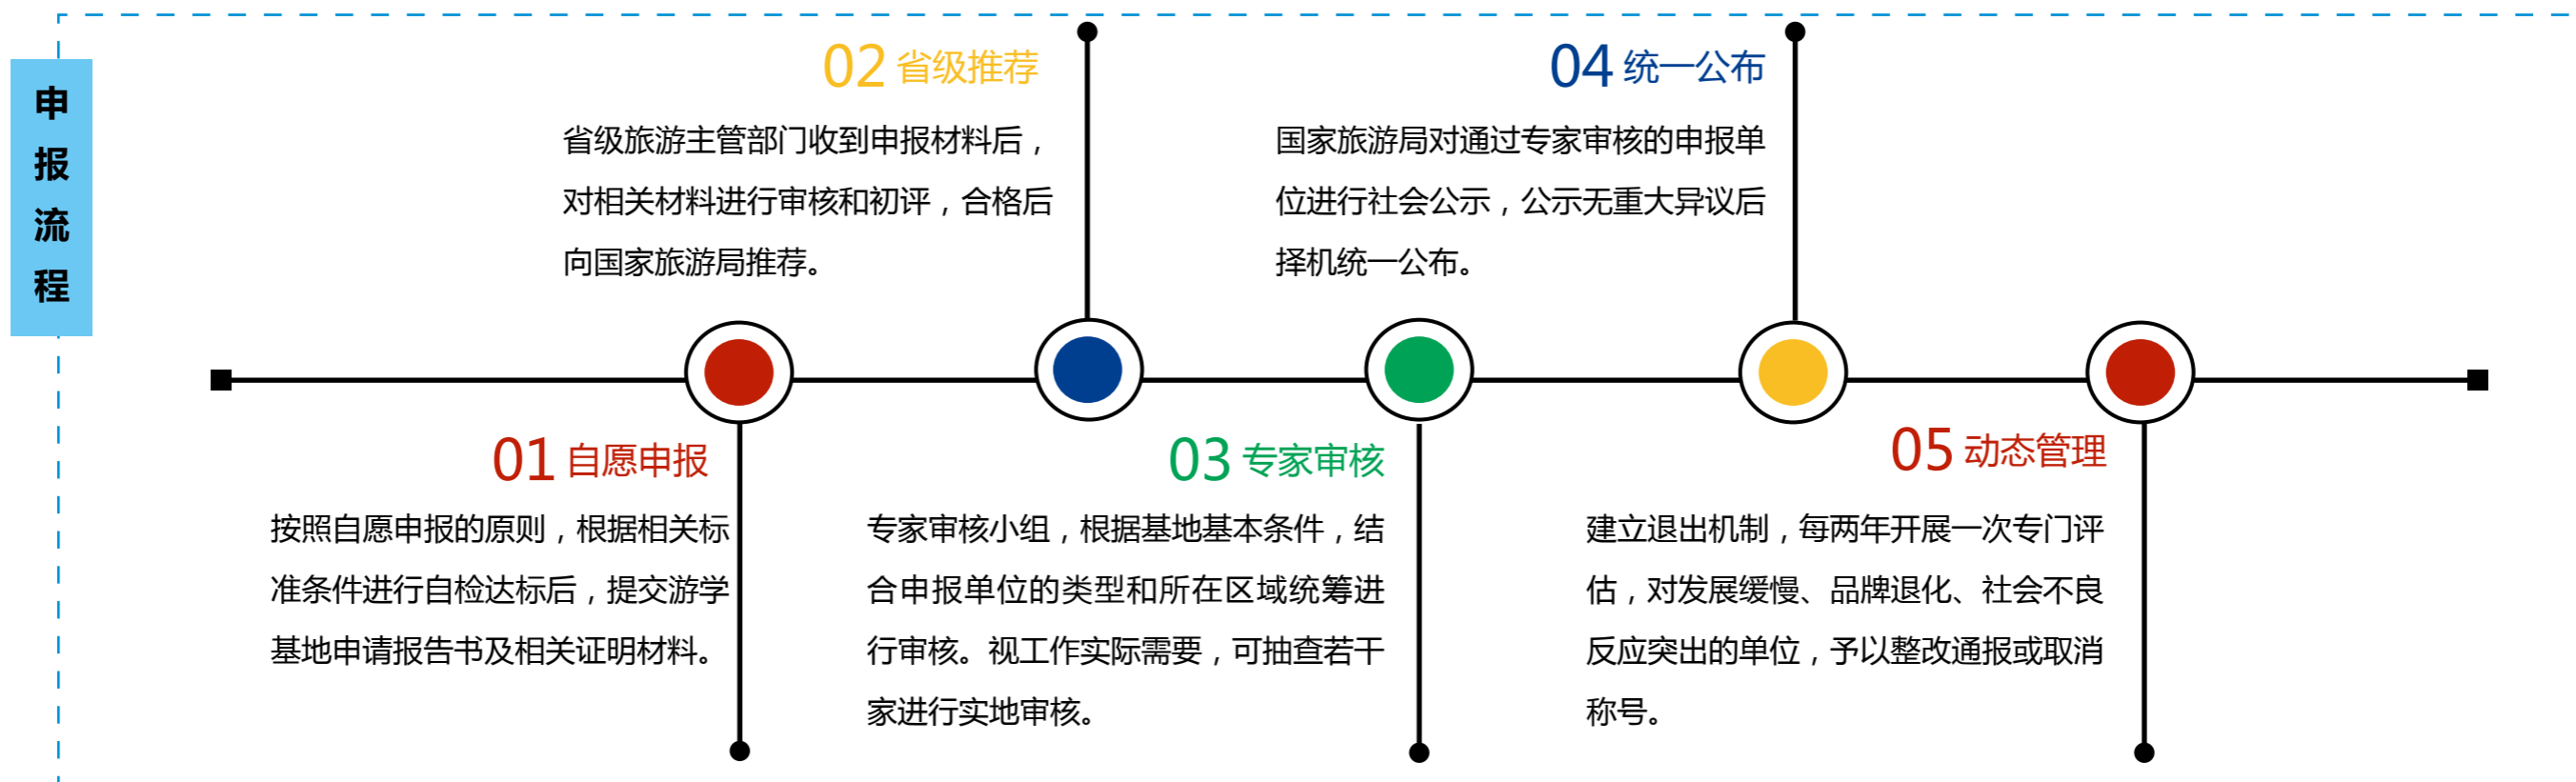 申报流程
01 自愿申报
按照自愿申报的原则，根据相关标
准条件进行自检达标后，提交游学
基地申请报告书及相关证明材料。
02 省级推荐
省级旅游主管部门收到申报材料后，
对相关材料进行审核和初评，合格后
向国家旅游局推荐。
03 专家审核
专家审核小组，根据基地基本条件，结
合申报单位的类型和所在区域统筹进
行审核。视工作实际需要，可抽查若干
家进行实地审核。
04 统一公布
国家旅游局对通过专家审核的申报单
位进行社会公示，公示无重大异议后
择机统一公布。
05 动态管理
建立退出机制，每两年开展一次专门评
估，对发展缓慢、品牌退化、社会不良
反应突出的单位，予以整改通报或取消
称号。